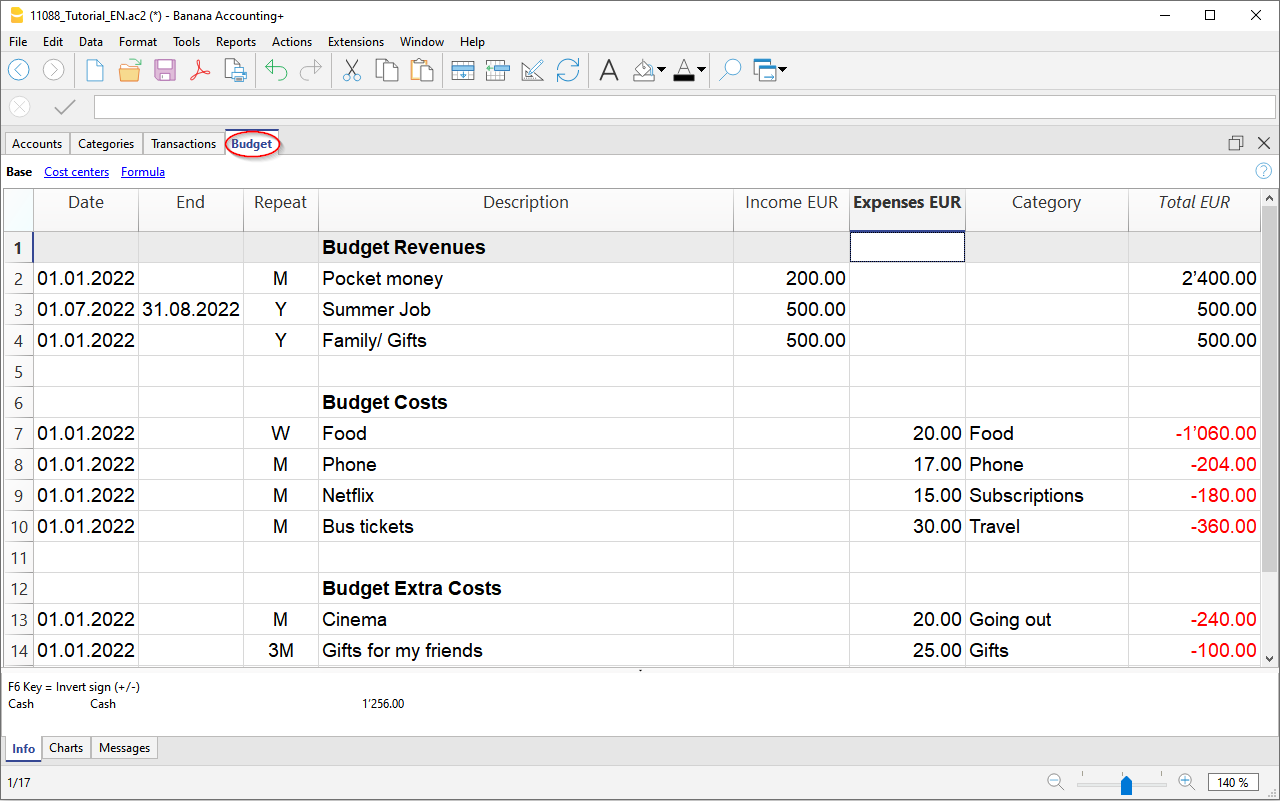 11088_Tutorial_EN.ac2 (*) - Banana Accounting+
File Edit Data Format Tools Reports Actions Extensions Window Help
Accounts Categories Transactions Budget
Base Cost centers Formula
Date End Repeat Description Income EUR Expenses EUR Category Total EUR
1 Budget Revenues
2 01.01.2022 M Pocket money 200.00 2’400.00
3 01.07.2022 31.08.2022 Y Summer Job 500.00 500.00
4 01.01.2022 Y Family/ Gifts 500.00 500.00
5
6 Budget Costs
7 01.01.2022 W Food 20.00 Food -1’060.00
8 01.01.2022 M Phone 17.00 Phone -204.00
9 01.01.2022 M Netflix 15.00 Subscriptions -180.00
10 01.01.2022 M Bus tickets 30.00 Travel -360.00
11
12 Budget Extra Costs
13 01.01.2022 M Cinema 20.00 Going out -240.00
14 01.01.2022 3M Gifts for my friends 25.00 Gifts -100.00
F6 Key = Invert sign (+/-)
Cash Cash 1’256.00
Info Charts Messages
1/17 140 %